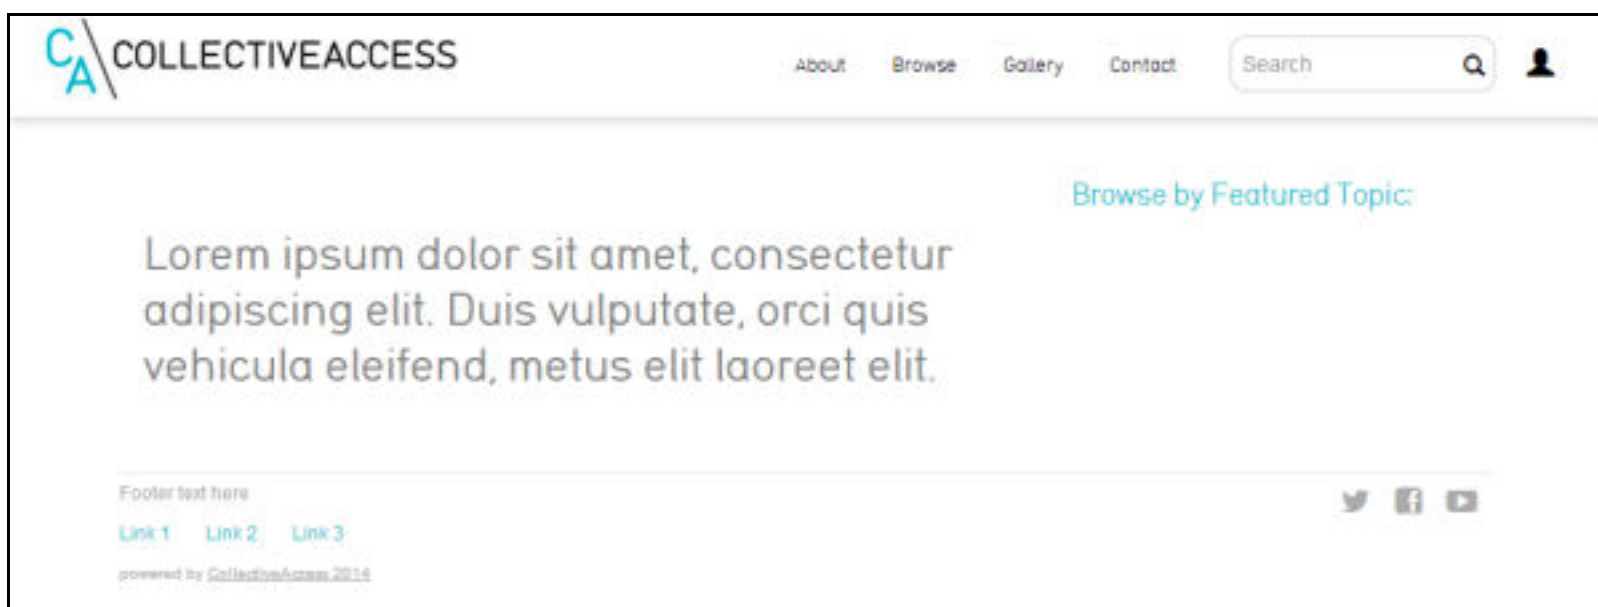 CA COLLECTIVEACCESS
About Browse Gallery Contact Search
Browse by Featured Topic:
Lorem ipsum dolor sit amet, consectetur
adipiscing elit. Duis vulputate, orci quis
vehicula eleifend, metus elit laoreet elit.
Footer text here
Link 1 Link 2 Link 3
powered by CollectiveAccess 2014